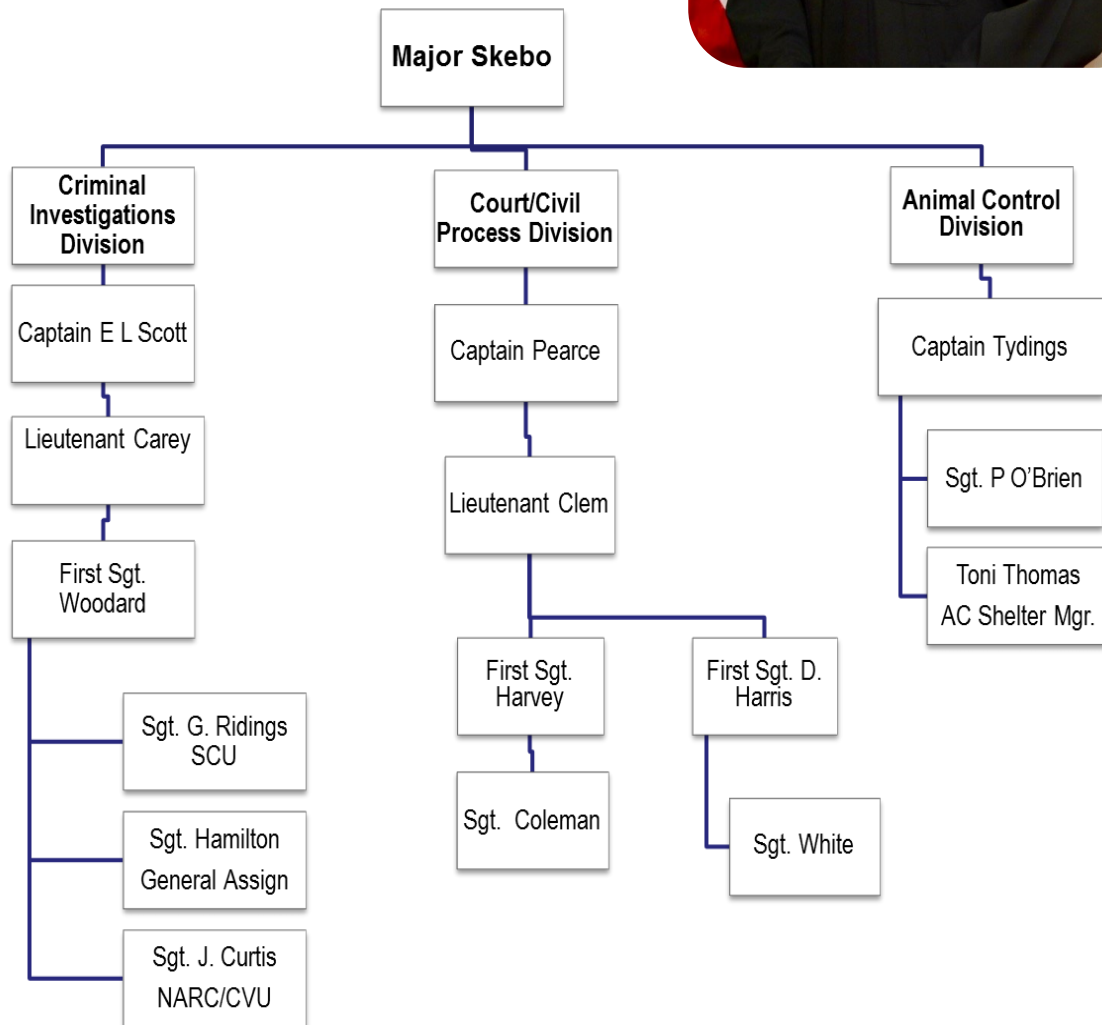 Major Skebo
Criminal
Investigations
Division
Captain E L Scott
Lieutenant Carey
First Sgt.
Woodard
Sgt. G. Ridings
SCU
Sgt. Hamilton
General Assign
Sgt. J. Curtis
NARC/CVU
Court/Civil
Process Division
Captain Pearce
Lieutenant Clem
First Sgt.
Harvey
Sgt. Coleman
First Sgt. D.
Harris
Sgt. White
Animal Control
Division
Captain Tydings
Sgt. P O’Brien
Toni Thomas
AC Shelter Mgr.